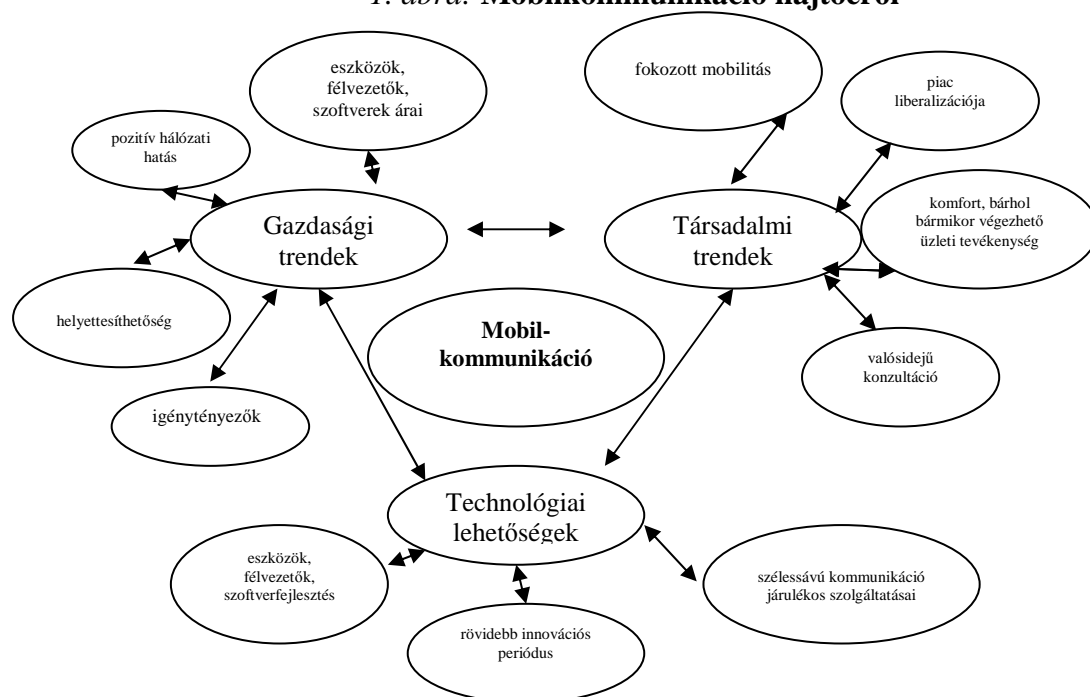 1. ábra: Mobilkommunikáció hajtóerői
eszközök,
félvezetők,
szoftverek árai
fokozott mobilitás
piac
liberalizációja
pozitív hálózati
hatás
Gazdasági
trendek
Társadalmi
trendek
komfort, bárhol
bármikor végezhető
üzleti tevékenység
helyettesíthetőség
Mobil-
kommunikáció
valósidejű
konzultáció
igénytényezők
Technológiai
lehetőségek
eszközök,
félvezetők,
szoftverfejlesztés
szélessávú kommunikáció
járulékos szolgáltatásai
rövidebb innovációs
periódus